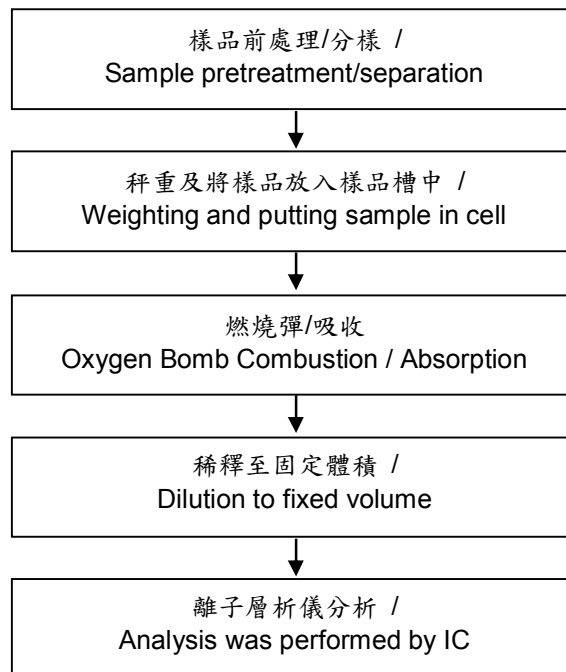 樣品前處理/分樣 /
Sample pretreatment/separation
秤重及將樣品放入樣品槽中 /
Weighting and putting sample in cell
燃燒彈/吸收
Oxygen Bomb Combustion / Absorption
稀釋至固定體積 /
Dilution to fixed volume
離子層析儀分析 /
Analysis was performed by IC